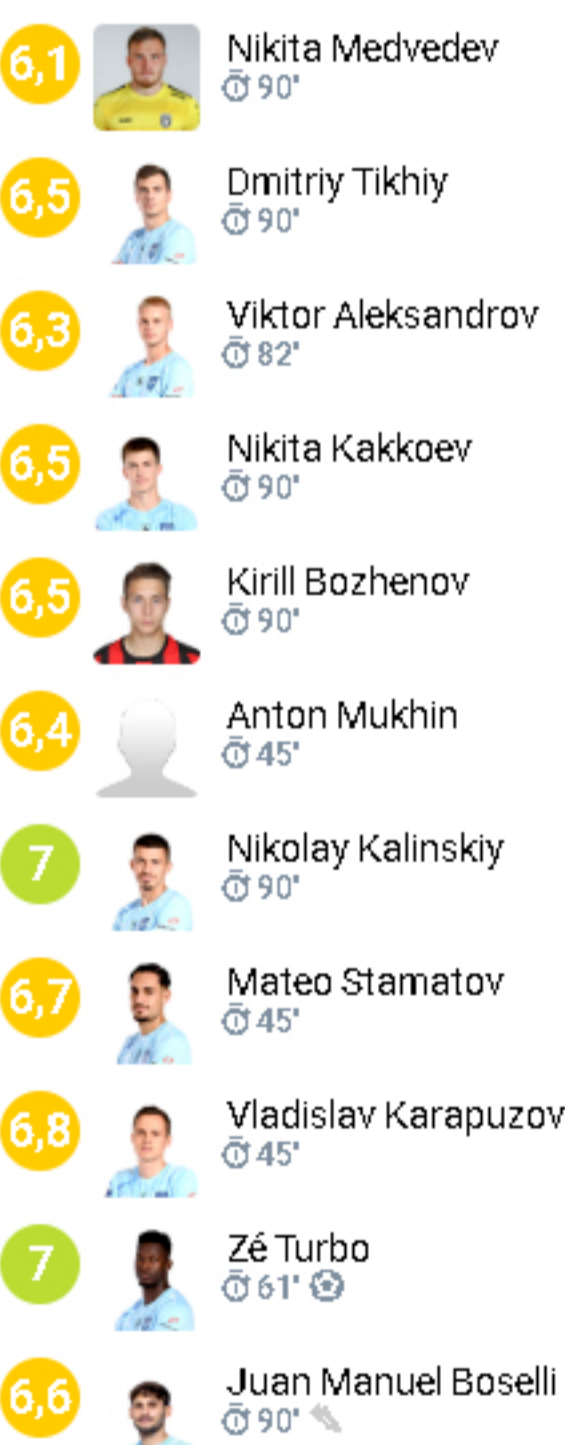 6,1 Nikita Medvedev
90'
6,5 Dmitriy Tikhiy
90'
6,3 Viktor Aleksandrov
82'
6,5 Nikita Kakkoev
90'
6,5 Kirill Bozhenov
90'
6,4 Anton Mukhin
45'
7 Nikolay Kalinskiy
90'
6,7 Mateo Stamatov
45'
6,8 Vladislav Karapuzov
45'
7 Zé Turbo
61'
6,6 Juan Manuel Boselli
90'